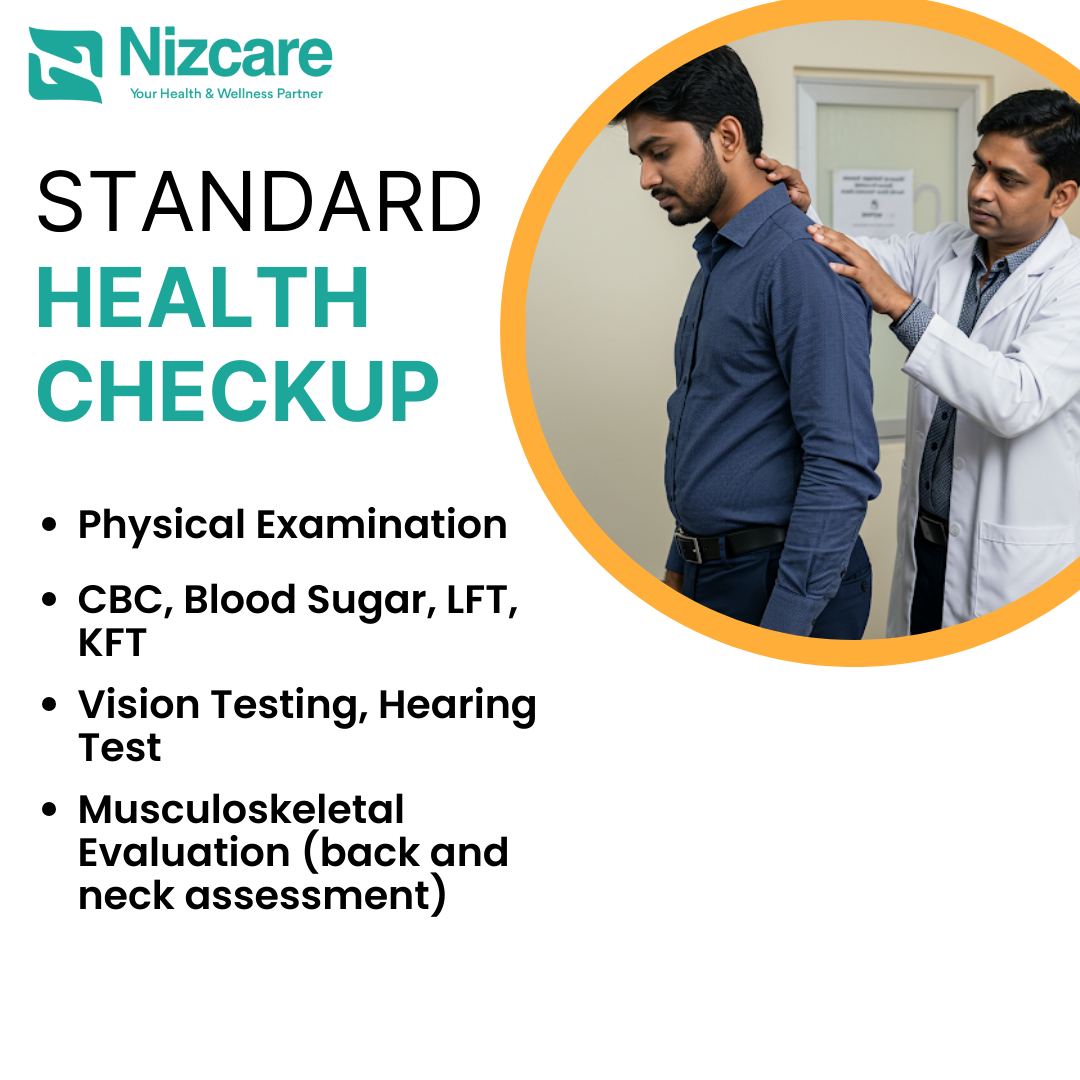 Nizcare
Your Health & Wellness Partner
STANDARD
HEALTH
CHECKUP
• Physical Examination
• CBC, Blood Sugar, LFT,
KFT
• Vision Testing, Hearing
Test
• Musculoskeletal
Evaluation (back and
neck assessment)